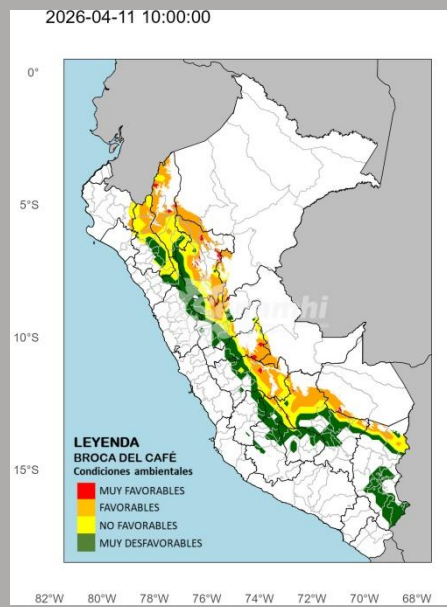 2026-04-11 10:00:00
0°
5°S
10°S
15°S
senamhi
LEYENDA
BROCA DEL CAFÉ
Condiciones ambientales
MUY FAVORABLES
FAVORABLES
NO FAVORABLES
MUY DESFAVORABLES
82°W 80°W 78°W 76°W 74°W 72°W 70°W 68°W